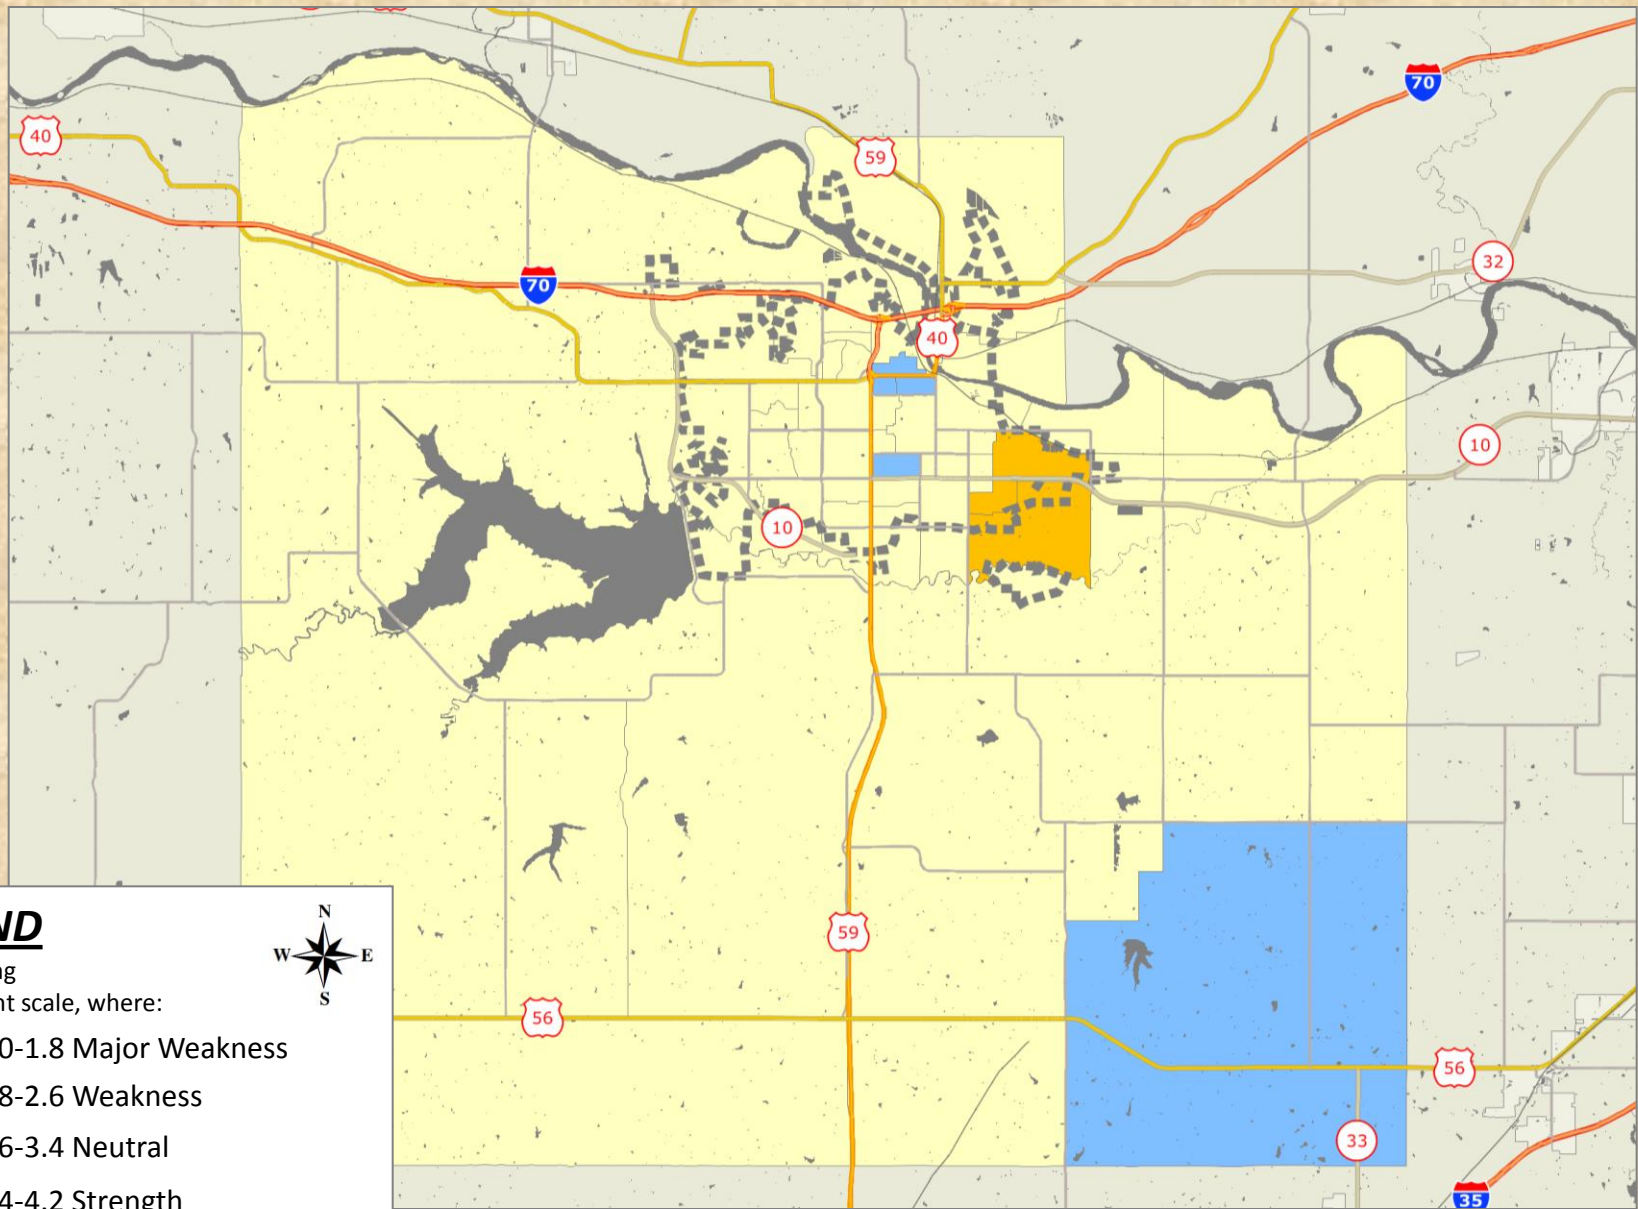 70
40
59
32
70
40
10
10
ND
N
W E
S
ng
nt scale, where:
0-1.8 Major Weakness
8-2.6 Weakness
6-3.4 Neutral
4-4.2 Strength
59
56
56
33
35